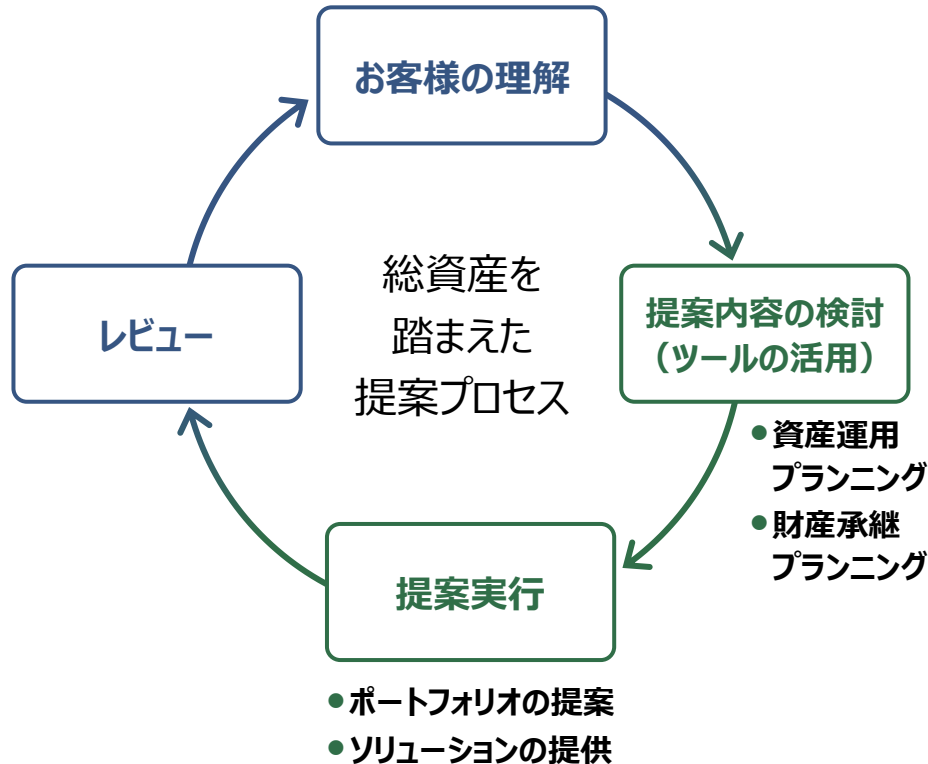 お客様の理解
総資産を
踏まえた
提案プロセス
レビュー
提案内容の検討
（ツールの活用）
●資産運用
プランニング
●財産承継
プランニング
提案実行
●ポートフォリオの提案
●ソリューションの提供